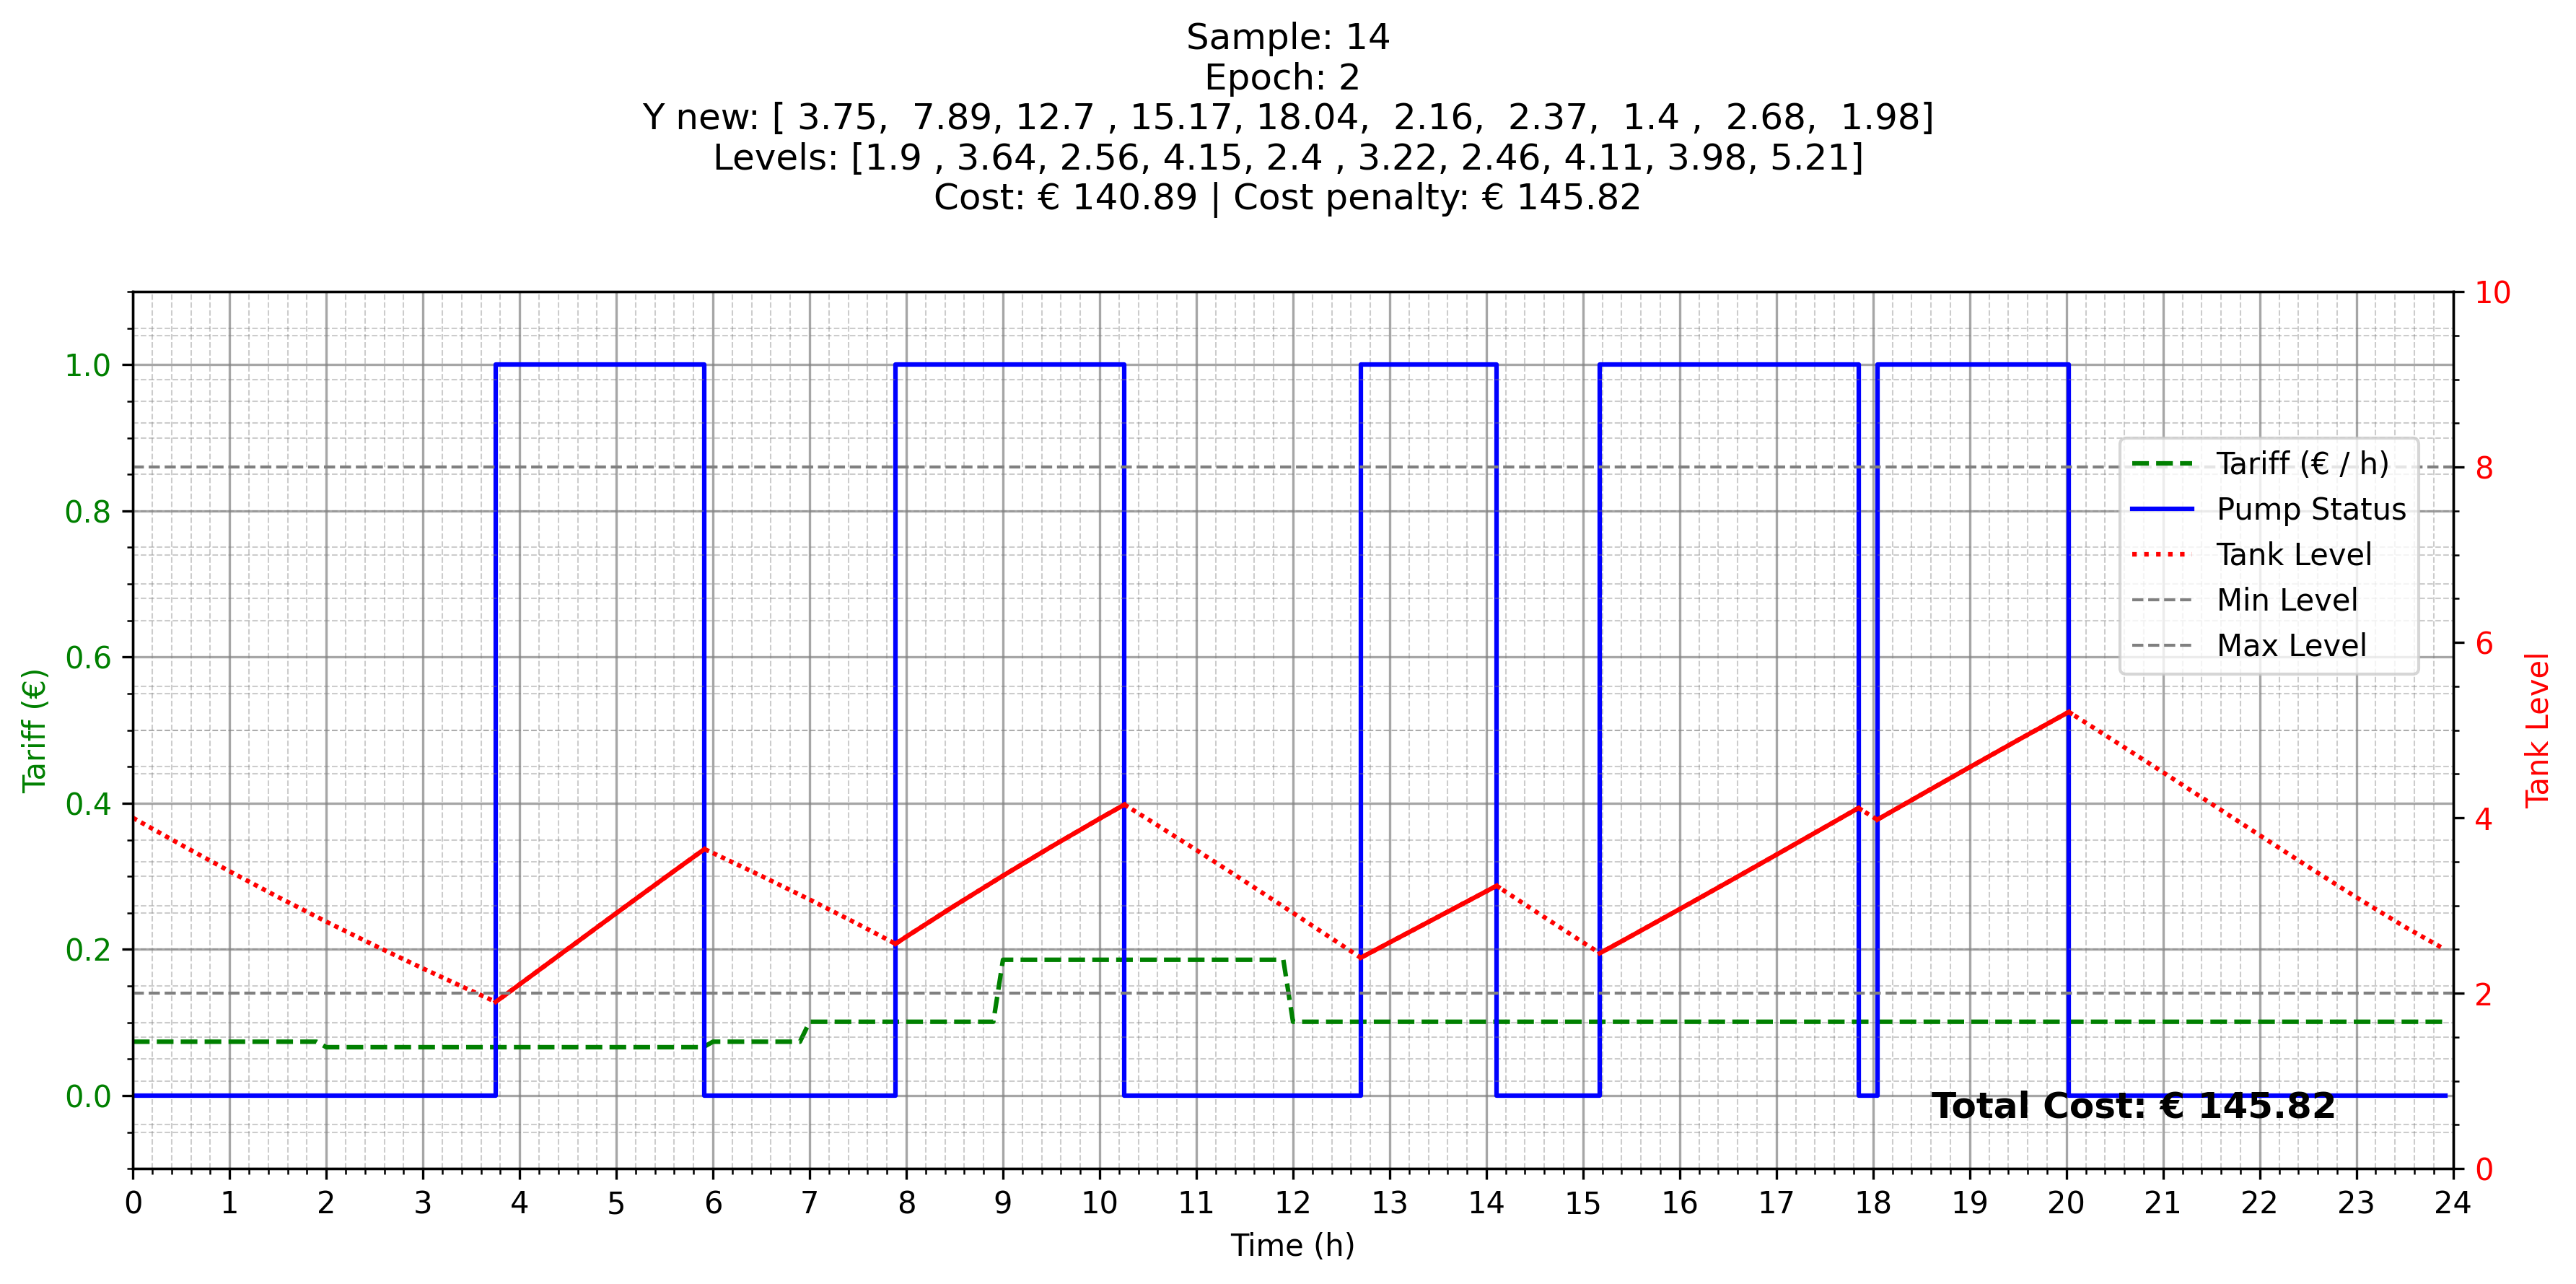 Sample: 14
Epoch: 2
Y new: [ 3.75,  7.89, 12.7 , 15.17, 18.04,  2.16,  2.37,  1.4 ,  2.68,  1.98]
Levels: [1.9 , 3.64, 2.56, 4.15, 2.4 , 3.22, 2.46, 4.11, 3.98, 5.21]
Cost: € 140.89 | Cost penalty: € 145.82
1.0
0.8
0.6
0.4
0.2
0.0
Tariff (€)
10
8
6
4
2
0
Tank Level
Tariff (€ / h)
Pump Status
Tank Level
Min Level
Max Level
Total Cost: € 145.82
0 1 2 3 4 5 6 7 8 9 10 11 12 13 14 15 16 17 18 19 20 21 22 23 24
Time (h)